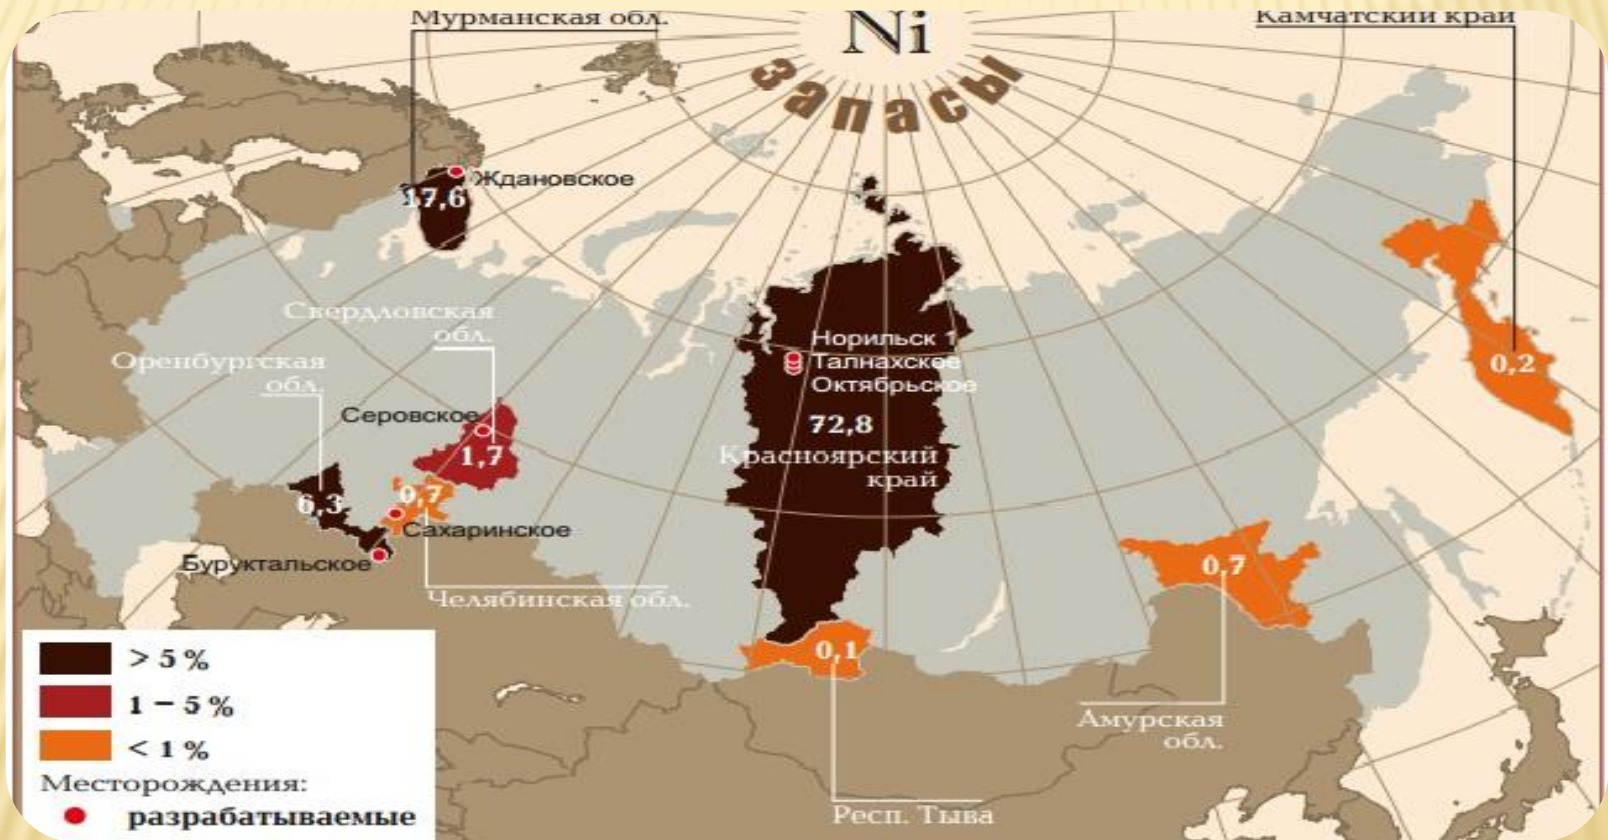 Мурманская обл.
Ni
Камчатский край
Запасы
Ждановское
17,6
Свердловская
обл.
Оренбургская
обл.
Норильск 1
Талнахское
Октябрьское
0,2
Серовское
72,8
1,7
Красноярский
край
0,7
6,3
Сахаринское
Буруктальское
0,7
Челябинская обл.
0,1
> 5 %
1 – 5 %
< 1 %
Амурская
обл.
Месторождения:
разрабатываемые
Респ. Тыва